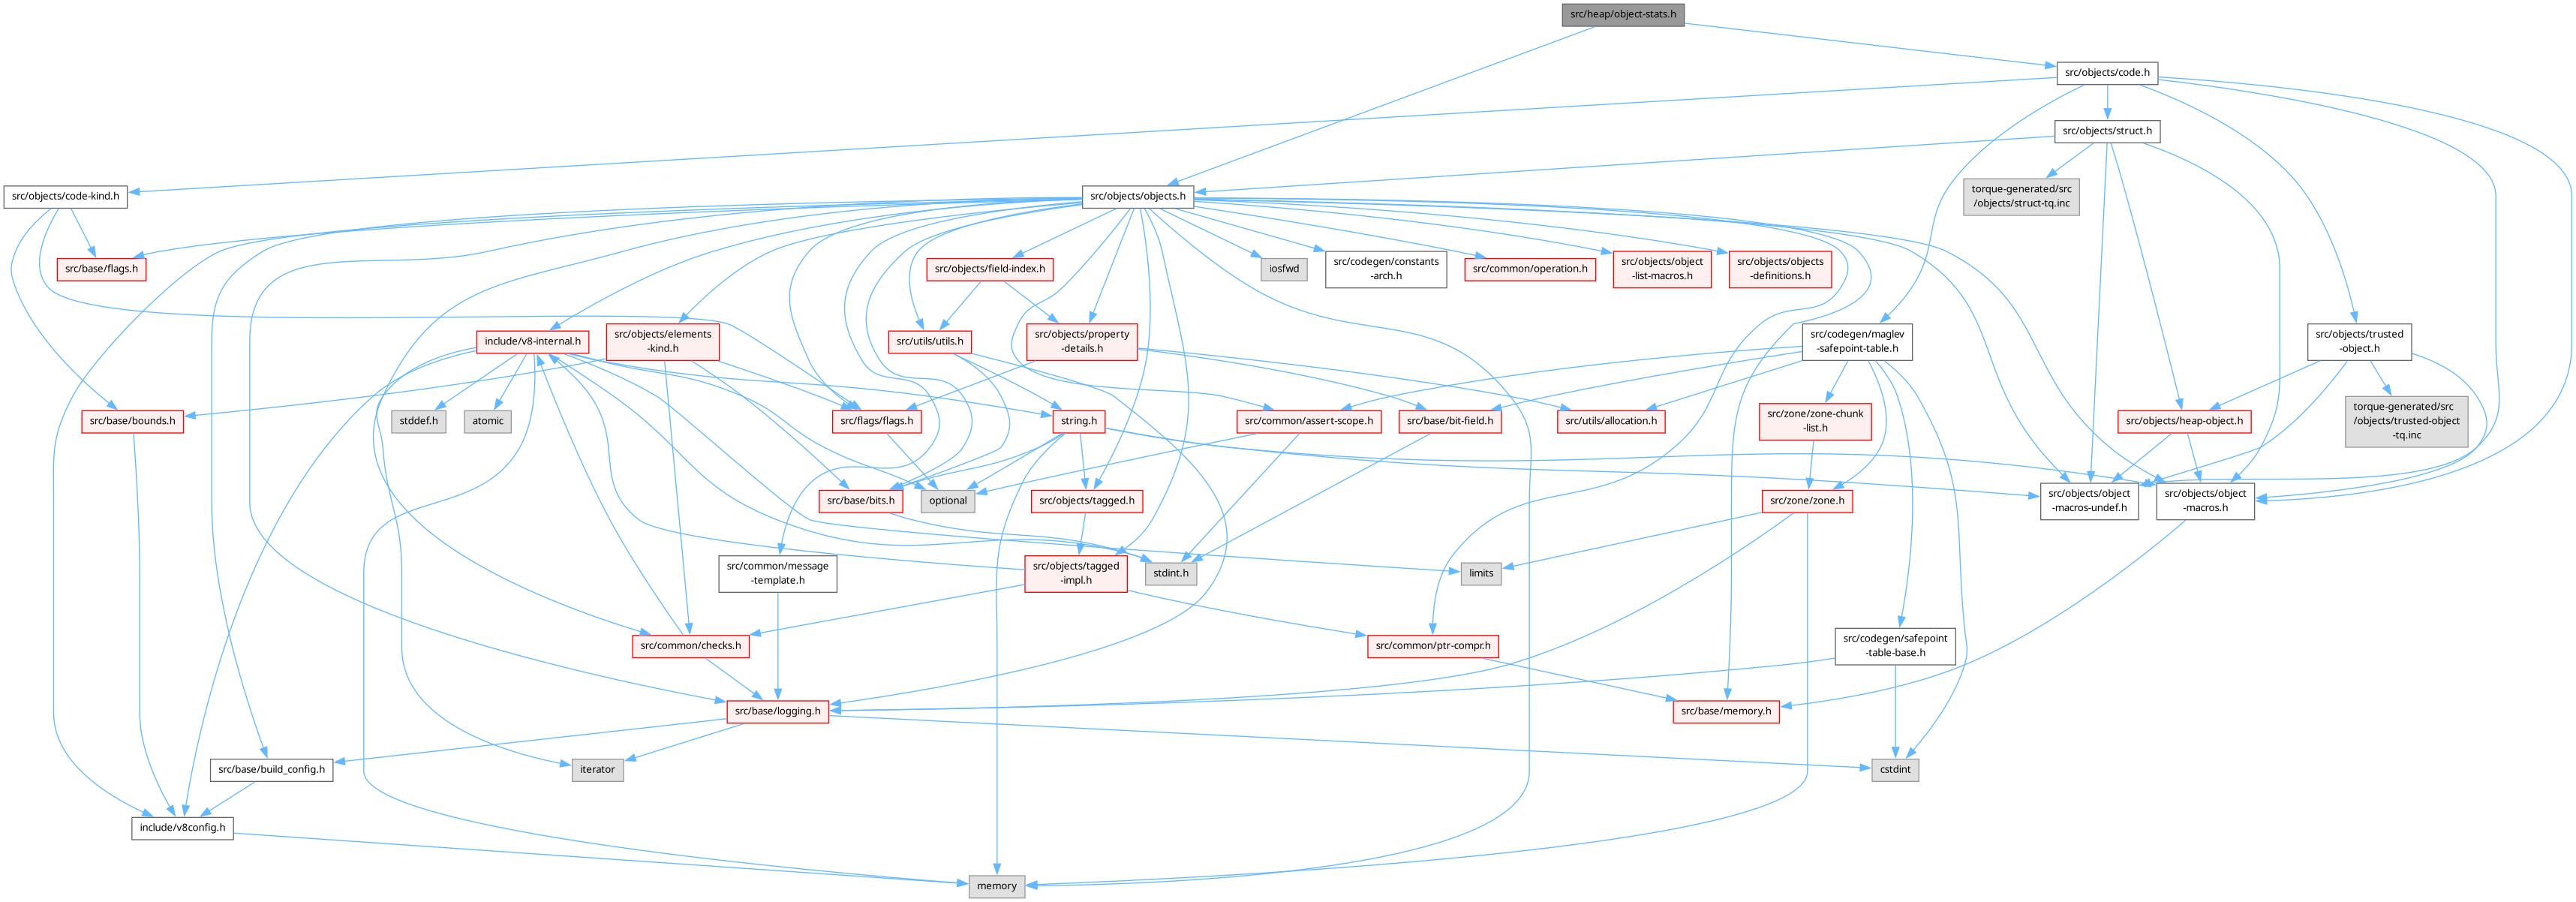 src/heap/object-stats.h
src/objects/code.h
src/objects/struct.h
src/objects/code-kind.h
src/objects/objects.h
torque-generated/src
/objects/struct-tq.inc
src/base/flags.h
src/objects/field-index.h
iosfwd
src/codegen/constants
-arch.h
src/common/operation.h
src/objects/object
-list-macros.h
src/objects/objects
-definitions.h
include/v8-internal.h
src/objects/elements
-kind.h
src/utils/utils.h
src/objects/property
-details.h
src/codegen/maglev
-safepoint-table.h
src/objects/trusted
-object.h
src/base/bounds.h
stddef.h
atomic
src/flags/flags.h
string.h
src/common/assert-scope.h
src/base/bit-field.h
src/utils/allocation.h
src/zone/zone-chunk
-list.h
src/objects/heap-object.h
torque-generated/src
/objects/trusted-object
-tq.inc
src/base/bits.h
optional
src/objects/tagged.h
src/zone/zone.h
src/objects/object
-macros-undef.h
src/objects/object
-macros.h
src/common/message
-template.h
src/objects/tagged
-impl.h
stdint.h
limits
src/common/checks.h
src/common/ptr-compr.h
src/codegen/safepoint
-table-base.h
src/base/logging.h
src/base/memory.h
src/base/build_config.h
iterator
cstdint
include/v8config.h
memory